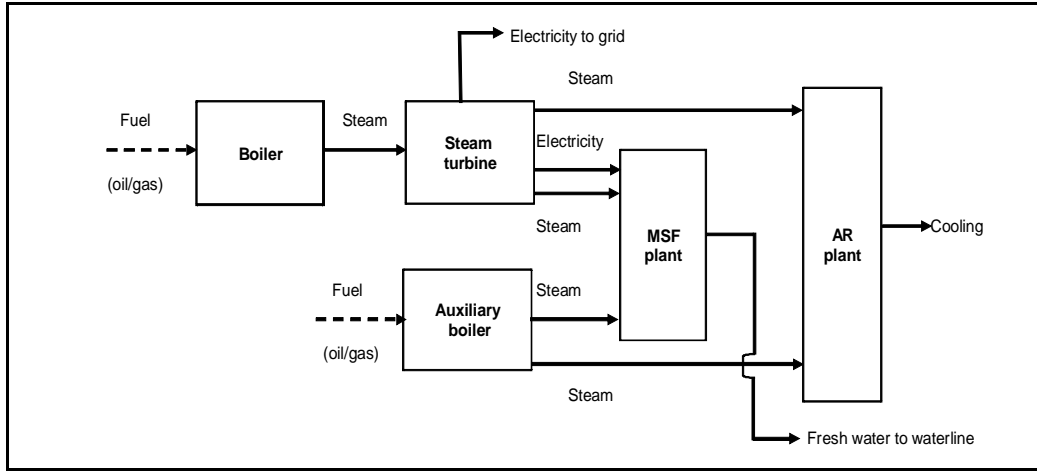 Electricity to grid
Steam
Fuel
Steam
Boiler
Steam
turbine
Electricity
(oil/gas)
Steam
MSF
plant
AR
plant
Cooling
Fuel
Steam
Auxiliary
boiler
(oil/gas)
Steam
Fresh water to waterline